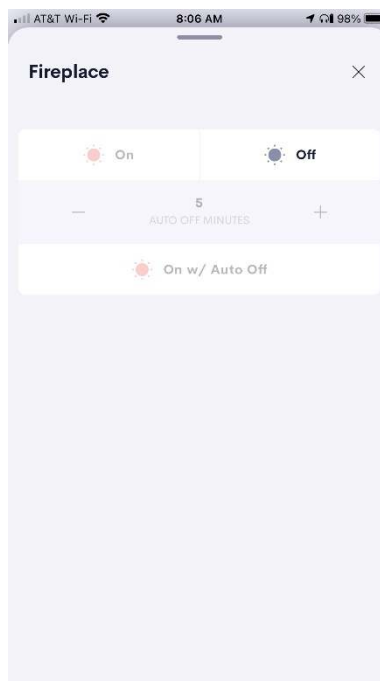 AT&T Wi-Fi 8:06 AM 98%
Fireplace
On Off
5
AUTO OFF MINUTES
On w/ Auto Off